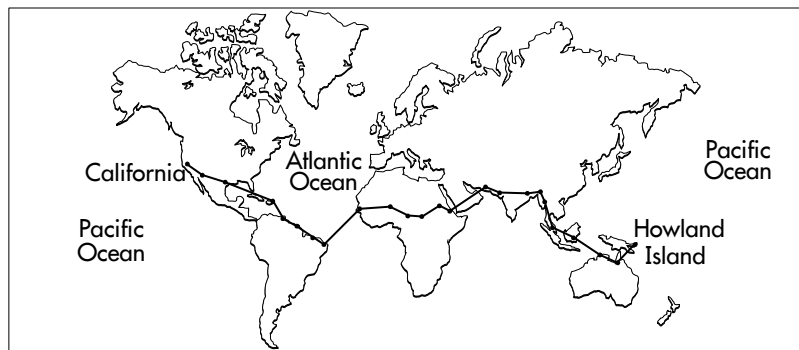 California
Atlantic
Ocean
Pacific
Ocean
Pacific
Ocean
Howland
Island